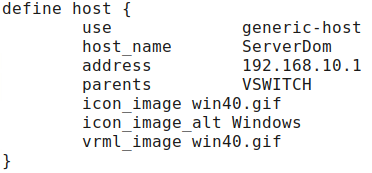 define host {
        use             generic-host
        host_name       ServerDom
        address         192.168.10.1
        parents         VSWITCH
        icon_image win40.gif
        icon_image_alt Windows
        vrml_image win40.gif
}